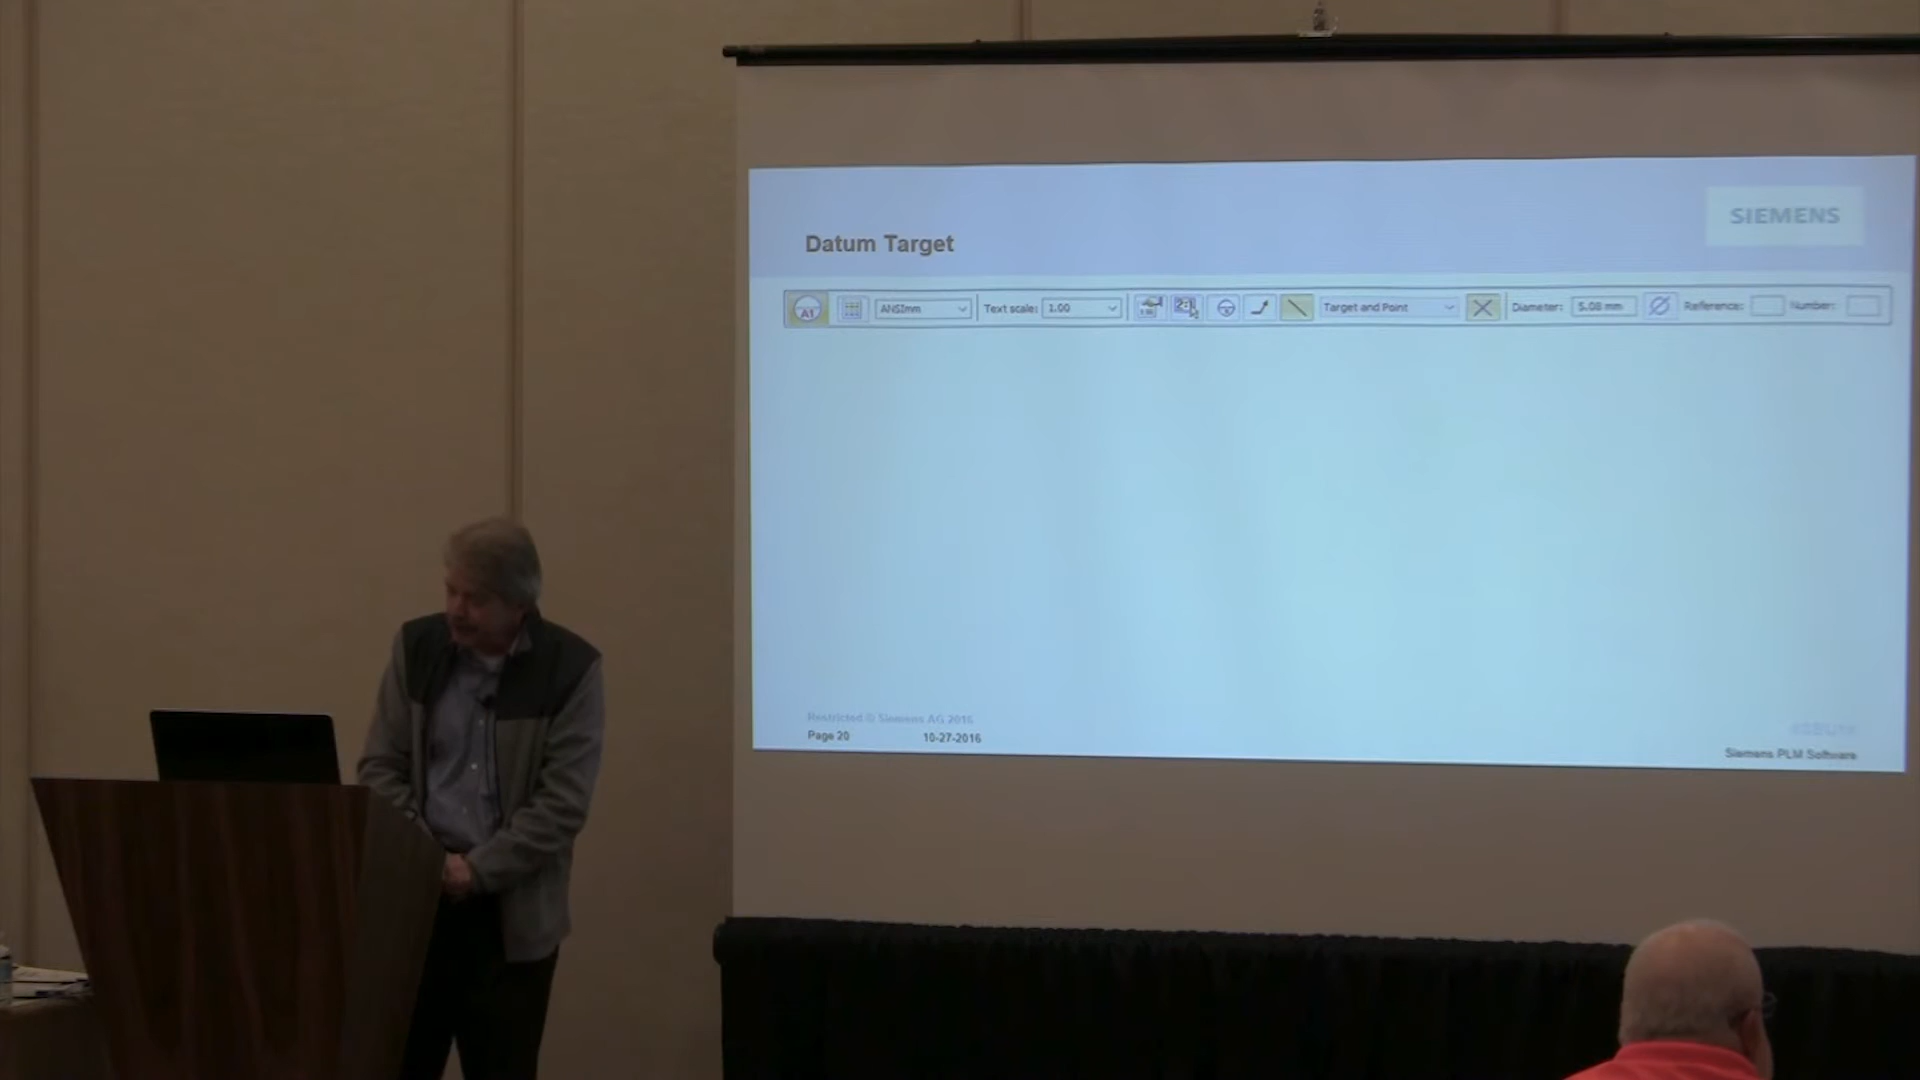 SIEMENS
Datum Target
A1 ANSImm Text scale: 1.00 Target and Point Diameter: 5.08 mm Reference: Number:
Restricted © Siemens AG 2016
Page 20 10-27-2016
Siemens PLM Software